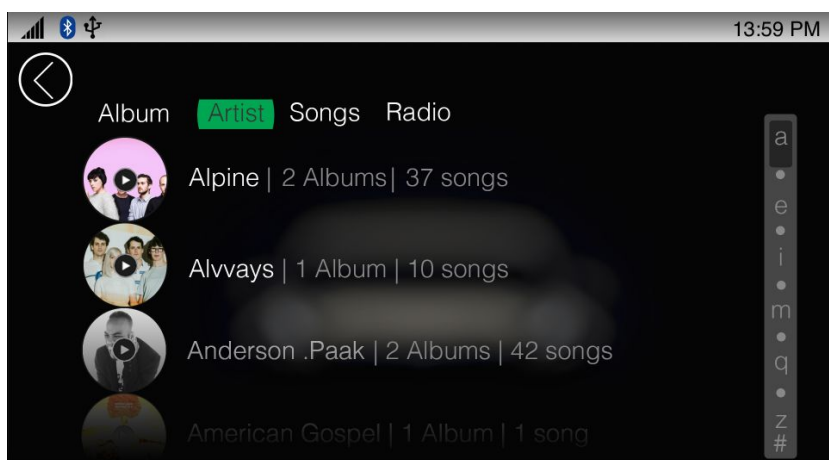 13:59 PM
Album Artist Songs Radio
Alpine | 2 Albums| 37 songs
Alvvays | 1 Album | 10 songs
Anderson .Paak | 2 Albums | 42 songs
American Gospel | 1 Album | 1 song
a
e
i
m
q
z
#